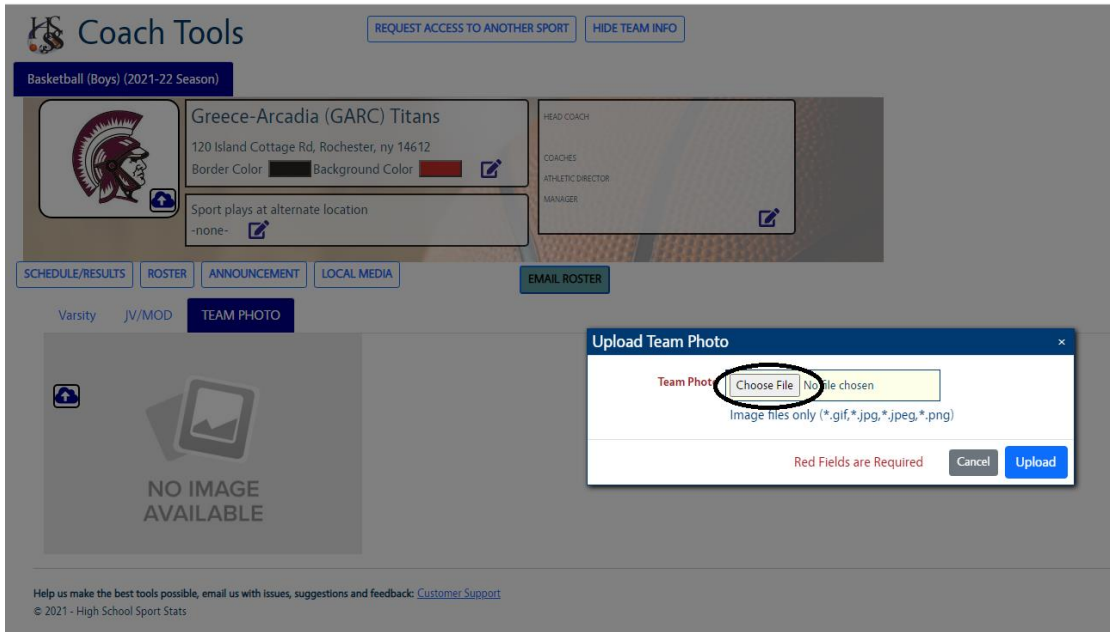 HSS
Coach Tools
REQUEST ACCESS TO ANOTHER SPORT
HIDE TEAM INFO
Basketball (Boys) (2021-22 Season)
Greece-Arcadia (GARC) Titans
120 Island Cottage Rd, Rochester, ny 14612
Border Color Background Color
Sport plays at alternate location
-none-
HEAD COACH
COACHES
ATHLETIC DIRECTOR
MANAGER
SCHEDULE/RESULTS ROSTER ANNOUNCEMENT LOCAL MEDIA EMAIL ROSTER
Varsity JV/MOD TEAM PHOTO
NO IMAGE
AVAILABLE
Upload Team Photo ×
Team Photo Choose File No file chosen
Image files only (*.gif,*.jpg,*.jpeg,*.png)
Red Fields are Required Cancel Upload
Help us make the best tools possible, email us with issues, suggestions and feedback: Customer Support
© 2021 - High School Sport Stats